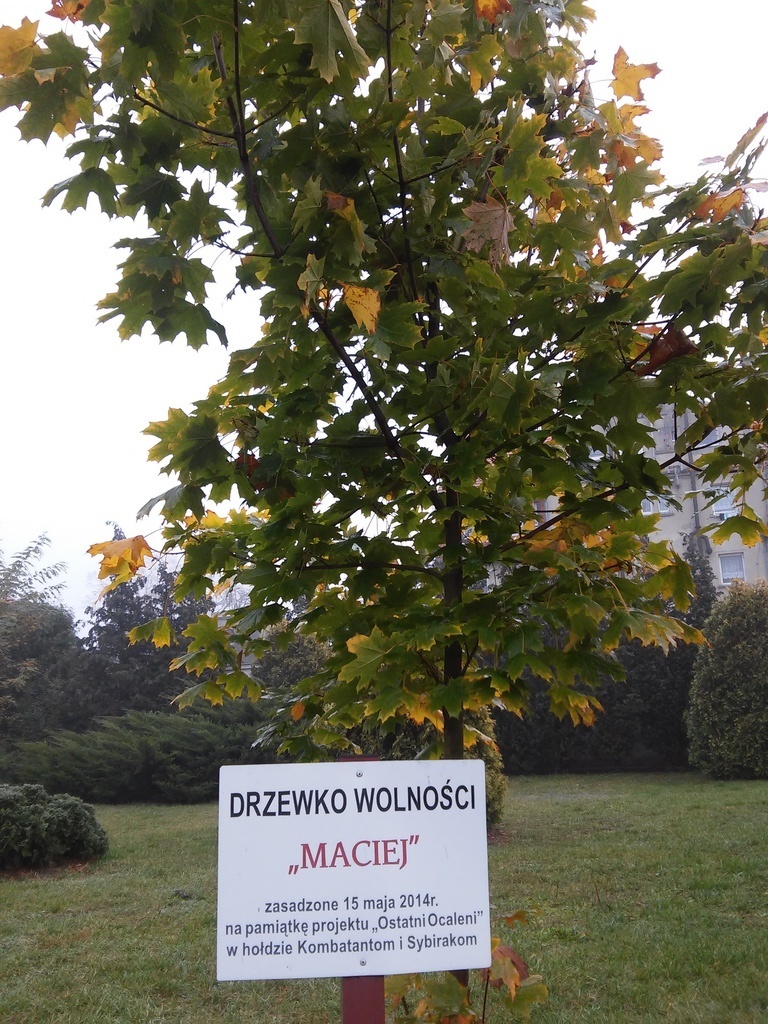 DRZEWKO WOLNOŚCI
„MACIEJ”
zasadzone 15 maja 2014r.
na pamiątkę projektu „Ostatni Ocaleni”
w hołdzie Kombatantom i Sybirakom